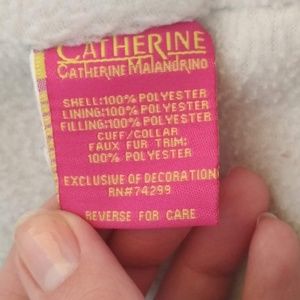 CATHERINE
CATHERINE MALANDRINO
SHELL:100% POLYESTER
LINING:100% POLYESTER
FILLING:100% POLYESTER
CUFF/COLLAR
FAUX FUR TRIM:
100% POLYESTER
EXCLUSIVE OF DECORATION
RN#74299
REVERSE FOR CARE